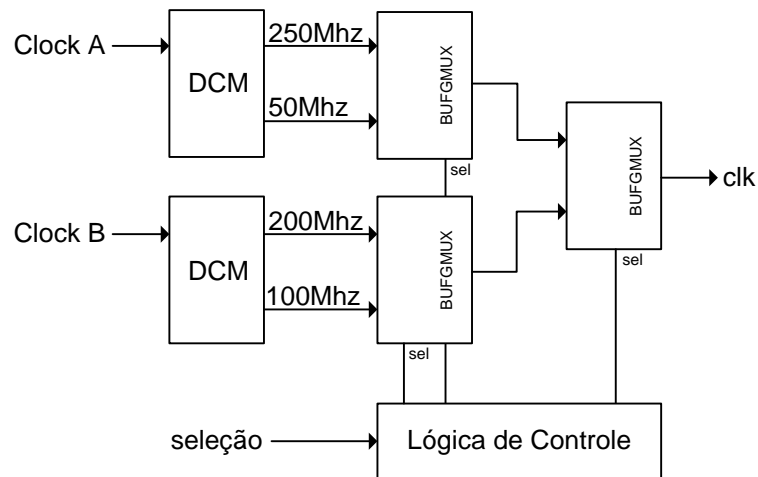 Clock A
DCM
250Mhz
50Mhz
BUFGMUX
sel
BUFGMUX
clk
sel
Clock B
DCM
200Mhz
100Mhz
BUFGMUX
sel
seleção
Lógica de Controle